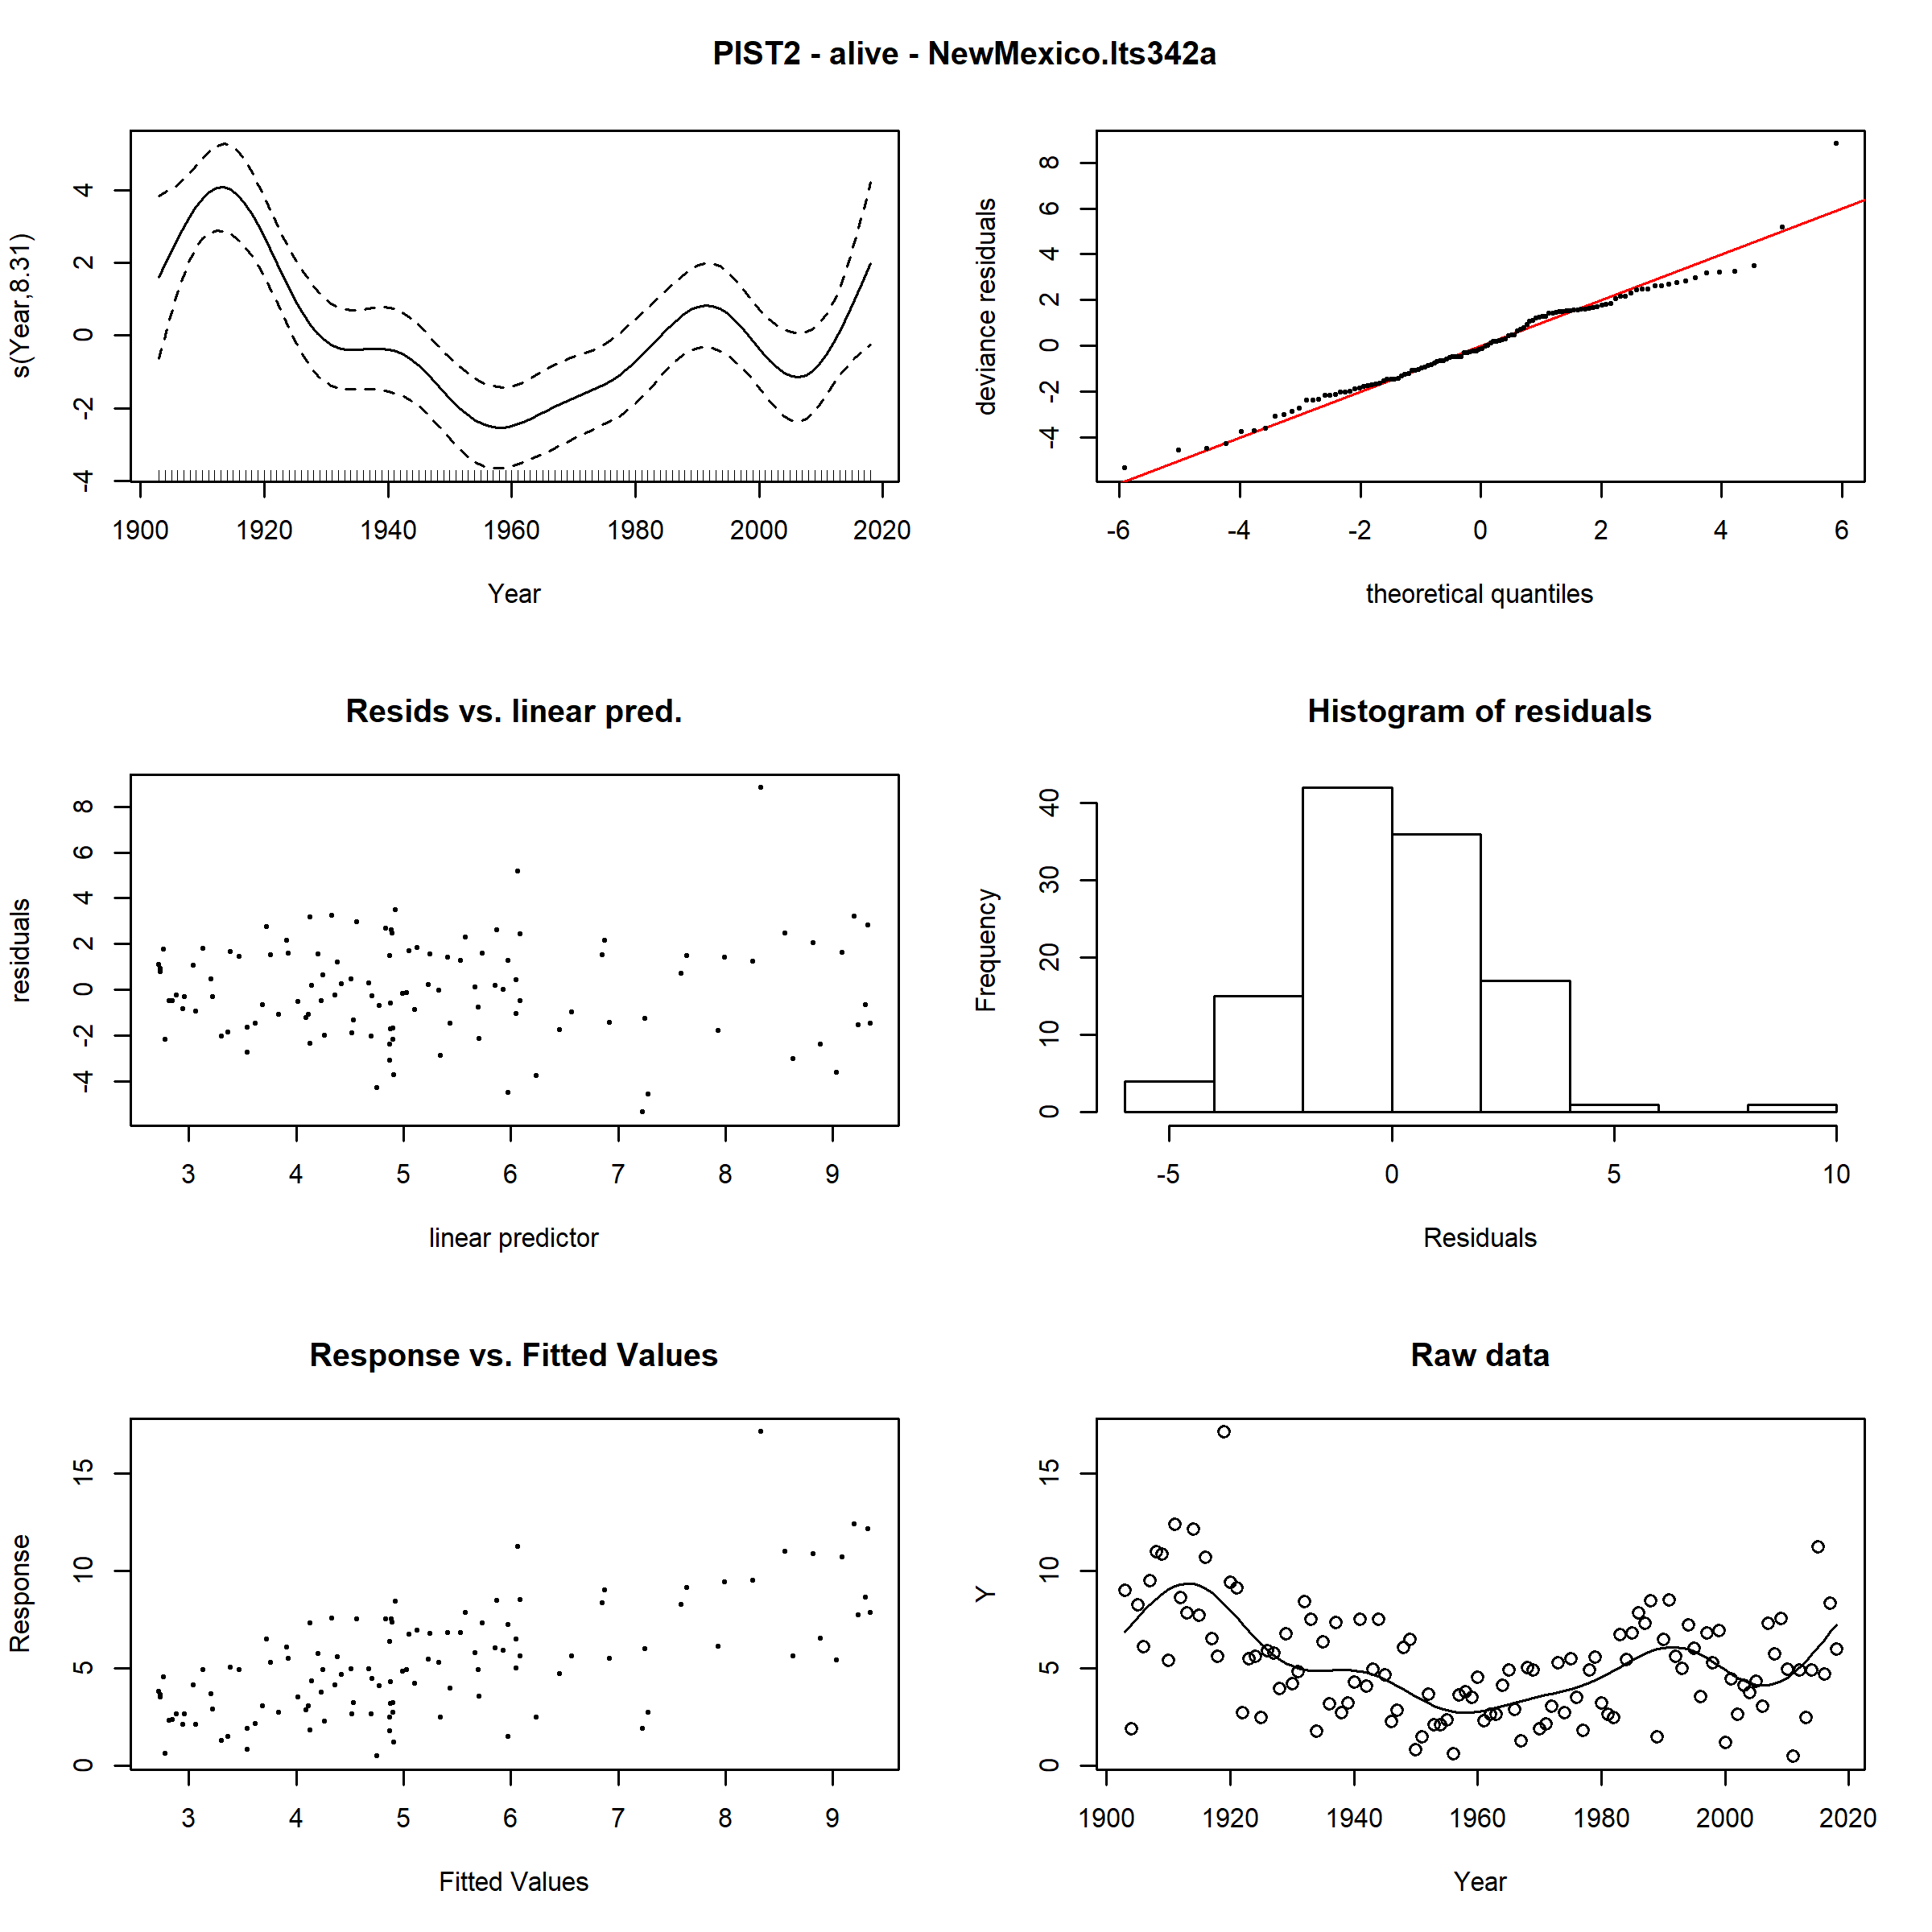 PIST2 - alive - NewMexico.lts342a
s(Year,8.31)
4
2
0
-2
-4
1900 1920 1940 1960 1980 2000 2020
Year
deviance residuals
8
6
4
2
0
-2
-4
-6 -4 -2 0 2 4 6
theoretical quantiles
Resids vs. linear pred.
residuals
8
6
4
2
0
-2
-4
3 4 5 6 7 8 9
linear predictor
Histogram of residuals
Frequency
40
30
20
10
0
-5 0 5 10
Residuals
Response vs. Fitted Values
Response
15
10
5
0
3 4 5 6 7 8 9
Fitted Values
Raw data
Y
15
10
5
0
1900 1920 1940 1960 1980 2000 2020
Year